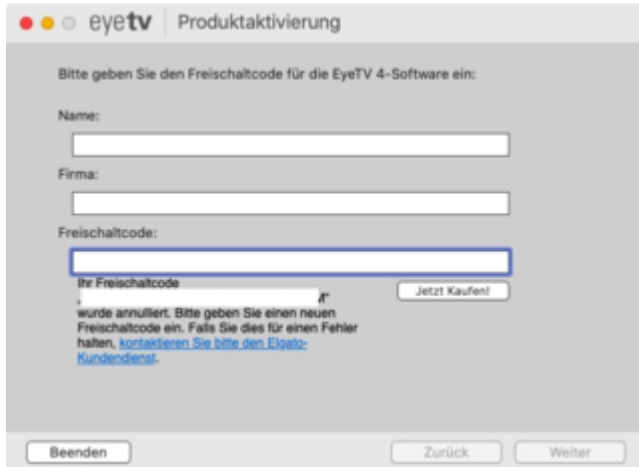 eyetv Produktaktivierung
Bitte geben Sie den Freischaltcode für die EyeTV 4-Software ein:
Name:
Firma:
Freischaltcode:
Ihr Freischaltcode
„M“
wurde annulliert. Bitte geben Sie einen neuen
Freischaltcode ein. Falls Sie dies für einen Fehler
halten, kontaktieren Sie bitte den Elgato-
Kundendienst.
Jetzt Kaufen!
Beenden
Zurück
Weiter